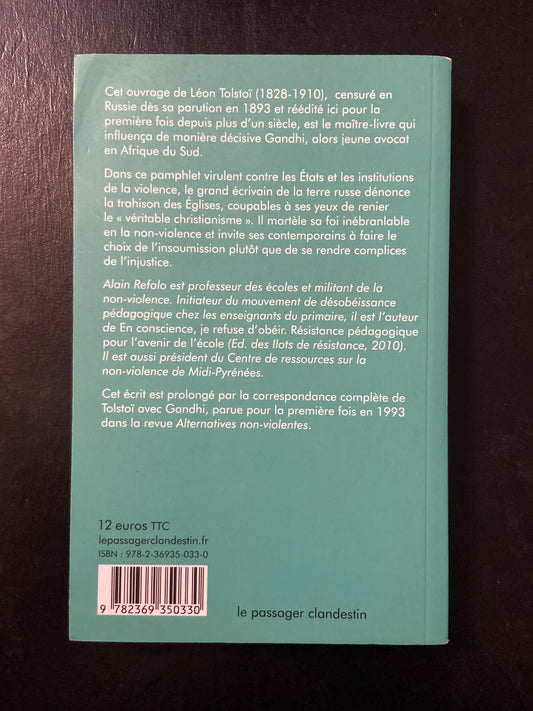 Cet ouvrage de Léon Tolstoï (1828-1910), censuré en
Russie dès sa parution en 1893 et réédité ici pour la
première fois depuis plus d'un siècle, est le maître-livre qui
influença de manière décisive Gandhi, alors jeune avocat
en Afrique du Sud.
Dans ce pamphlet virulent contre les États et les institutions
de la violence, le grand écrivain de la terre russe dénonce
la trahison des Églises, coupables à ses yeux de renier
le « véritable christianisme ». Il martèle sa foi inébranlable
en la non-violence et invite ses contemporains à faire le
choix de l'insoumission plutôt que de se rendre complices
de l'injustice.
Alain Refalo est professeur des écoles et militant de la
non-violence. Initiateur du mouvement de désobéissance
pédagogique chez les enseignants du primaire, il est l'auteur
de En conscience, je refuse d'obéir. Résistance pédagogique
pour l'avenir de l'école (Ed. des Ilots de résistance, 2010).
Il est aussi président du Centre de ressources sur la
non-violence de Midi-Pyrénées.
Cet écrit est prolongé par la correspondance complète de
Tolstoï avec Gandhi, parue pour la première fois en 1993
dans la revue Alternatives non-violentes.
12 euros TTC
lepassagerclandestin.fr
ISBN : 978-2-36935-033-0
9 782369 350330
le passager clandestin